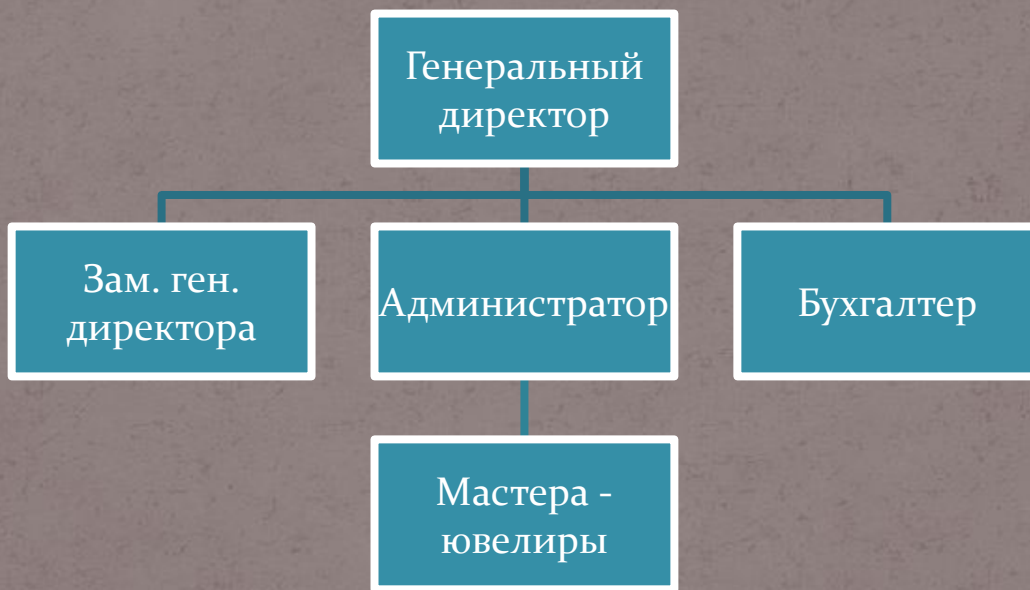 Генеральный
директор
Зам. ген.
директора
Администратор
Бухгалтер
Мастера -
ювелиры